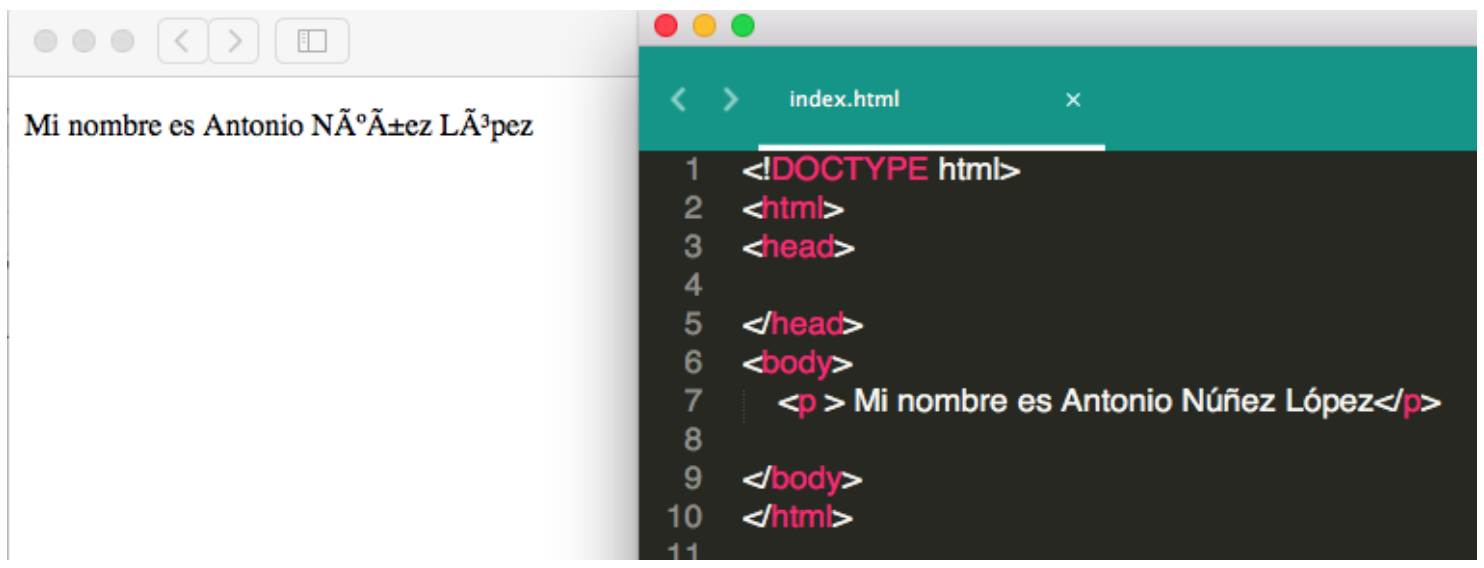 Mi nombre es Antonio NÃºÃ±ez LÃ³pez
index.html
1 <!DOCTYPE html>
2 <html>
3 <head>
4
5 </head>
6 <body>
7 <p > Mi nombre es Antonio Núñez López</p>
8
9 </body>
10 </html>
11